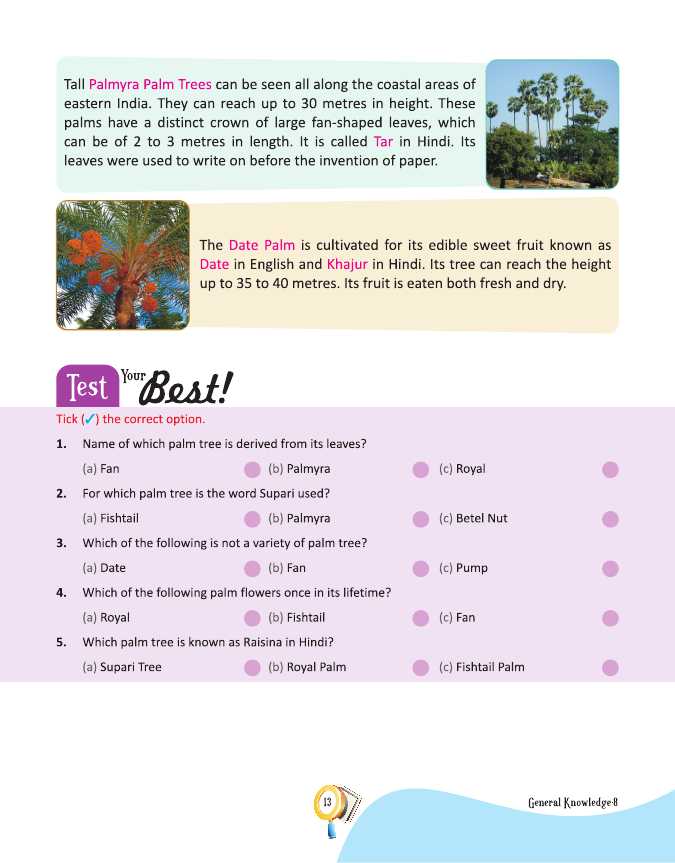 Tall Palmyra Palm Trees can be seen all along the coastal areas of
eastern India. They can reach up to 30 metres in height. These
palms have a distinct crown of large fan-shaped leaves, which
can be of 2 to 3 metres in length. It is called Tar in Hindi. Its
leaves were used to write on before the invention of paper.
The Date Palm is cultivated for its edible sweet fruit known as
Date in English and Khajur in Hindi. Its tree can reach the height
up to 35 to 40 metres. Its fruit is eaten both fresh and dry.
Test Your Best!
Tick (✓) the correct option.
1. Name of which palm tree is derived from its leaves?
(a) Fan (b) Palmyra (c) Royal
2. For which palm tree is the word Supari used?
(a) Fishtail (b) Palmyra (c) Betel Nut
3. Which of the following is not a variety of palm tree?
(a) Date (b) Fan (c) Pump
4. Which of the following palm flowers once in its lifetime?
(a) Royal (b) Fishtail (c) Fan
5. Which palm tree is known as Raisina in Hindi?
(a) Supari Tree (b) Royal Palm (c) Fishtail Palm
13
General Knowledge-8